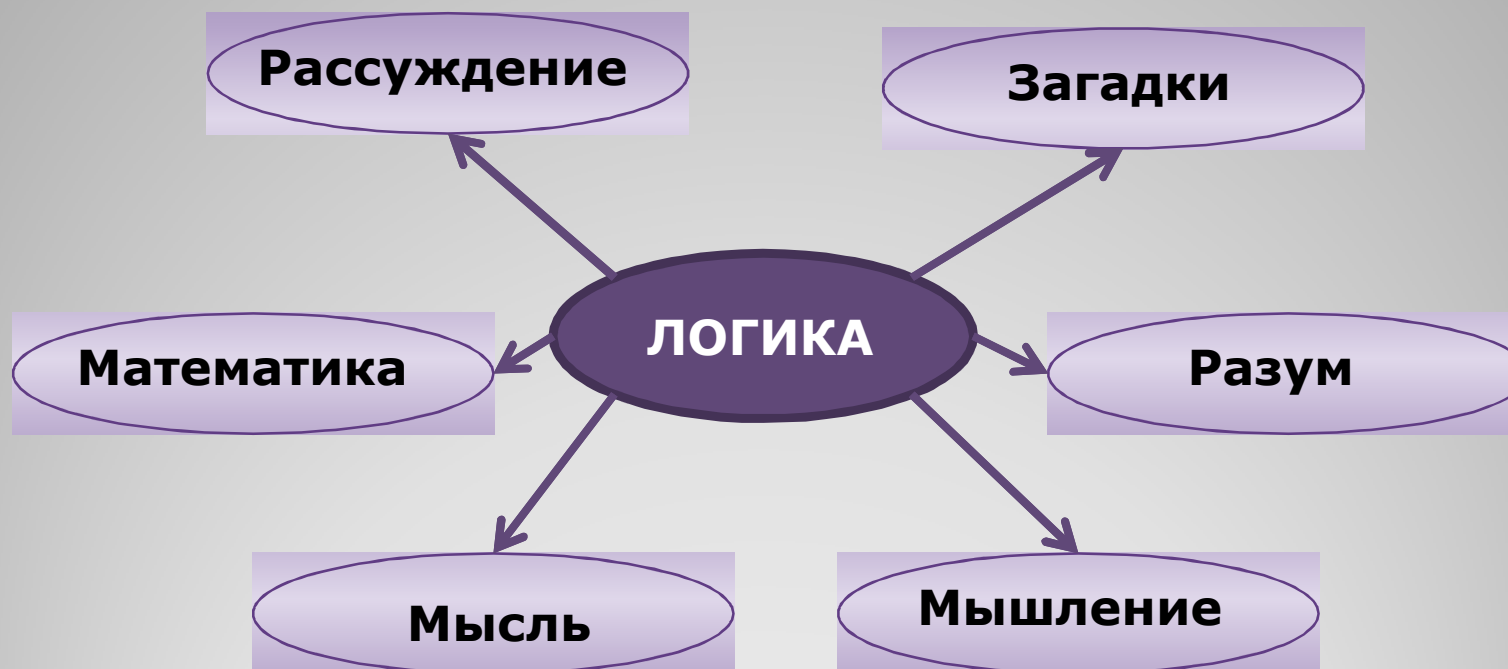 Рассуждение
Загадки
ЛОГИКА
Математика
Разум
Мысль
Мышление